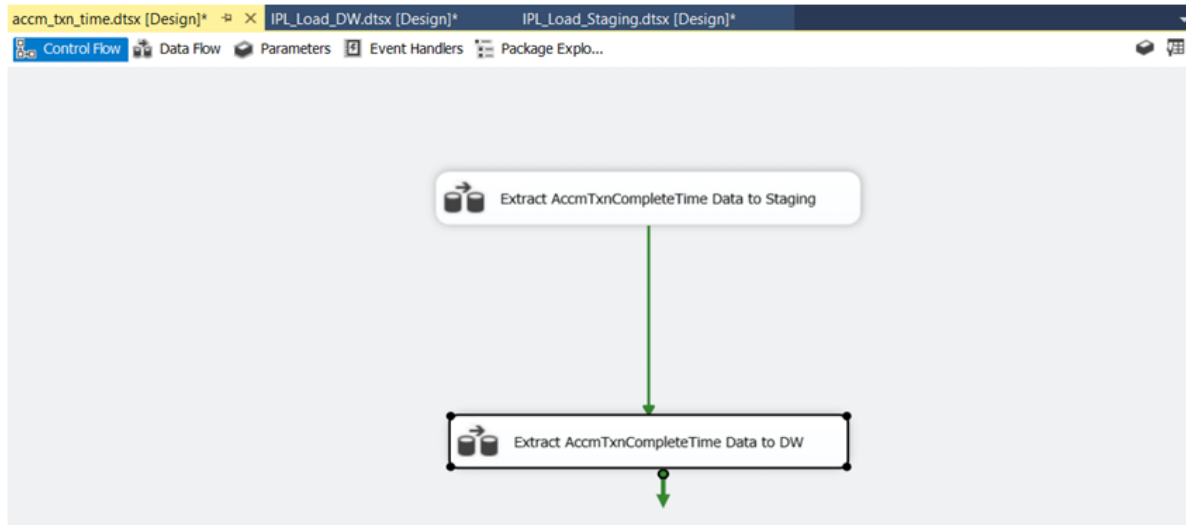 accm_txn_time.dtsx [Design]* IPL_Load_DW.dtsx [Design]* IPL_Load_Staging.dtsx [Design]*
Control Flow Data Flow Parameters Event Handlers Package Explo...
Extract AccmTxnCompleteTime Data to Staging
Extract AccmTxnCompleteTime Data to DW